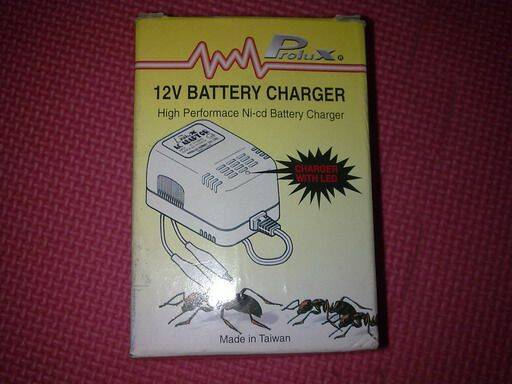 Prolux®
12V BATTERY CHARGER
High Performace Ni-cd Battery Charger
CHARGER
WITH LED
Made in Taiwan